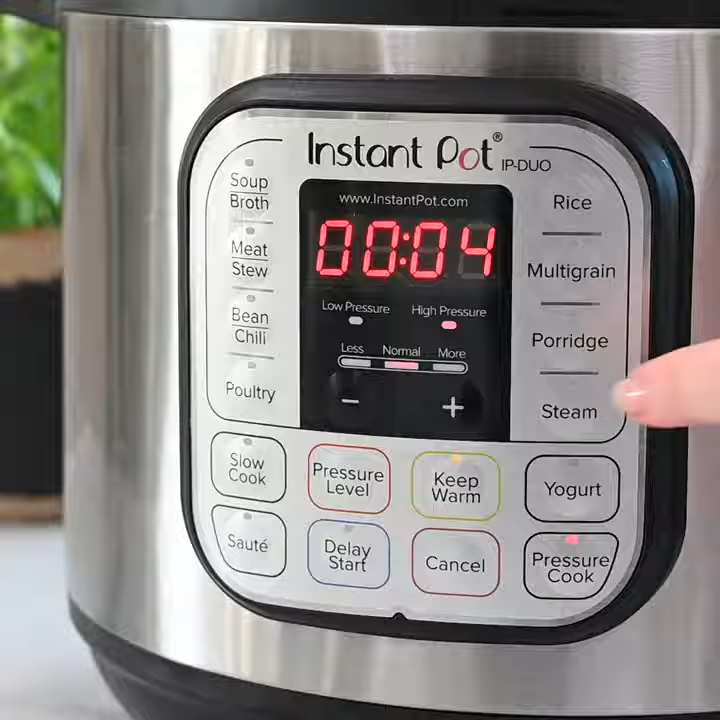 Instant Pot® IP-DUO
www.InstantPot.com
00:04
Low Pressure High Pressure
Less Normal More
− +
Soup
Broth
Meat
Stew
Bean
Chili
Poultry
Rice
Multigrain
Porridge
Steam
Slow
Cook
Pressure
Level
Keep
Warm
Yogurt
Sauté
Delay
Start
Cancel
Pressure
Cook